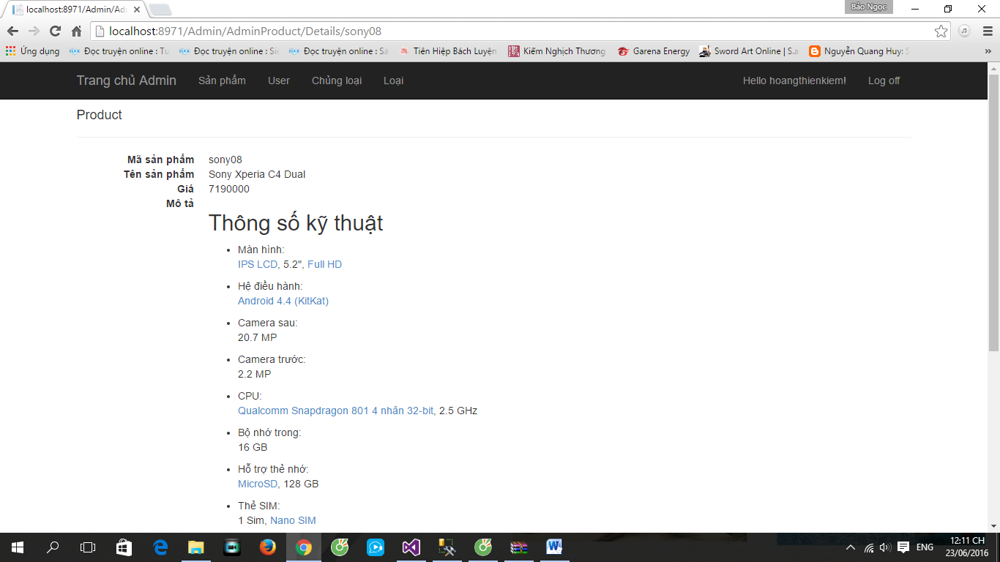 localhost:8971/Admin/Ad
Bảo Ngọc
localhost:8971/Admin/AdminProduct/Details/sony08
Ứng dụng
Đọc truyện online : Tu
Đọc truyện online : Siê
Đọc truyện online : Sá
Tiên Hiệp Bách Luyện
Kiếm Nghịch Thương
Garena Energy
Sword Art Online | S.a
Nguyễn Quang Huy: S
»
Trang chủ Admin
Sản phẩm
User
Chủng loại
Loại
Hello hoangthienkiem!
Log off
Product
Mã sản phẩm sony08
Tên sản phẩm Sony Xperia C4 Dual
Giá 7190000
Mô tả
Thông số kỹ thuật
• Màn hình:
IPS LCD, 5.2", Full HD
• Hệ điều hành:
Android 4.4 (KitKat)
• Camera sau:
20.7 MP
• Camera trước:
2.2 MP
• CPU:
Qualcomm Snapdragon 801 4 nhân 32-bit, 2.5 GHz
• Bộ nhớ trong:
16 GB
• Hỗ trợ thẻ nhớ:
MicroSD, 128 GB
• Thẻ SIM:
1 Sim, Nano SIM
ENG
12:11 CH
23/06/2016